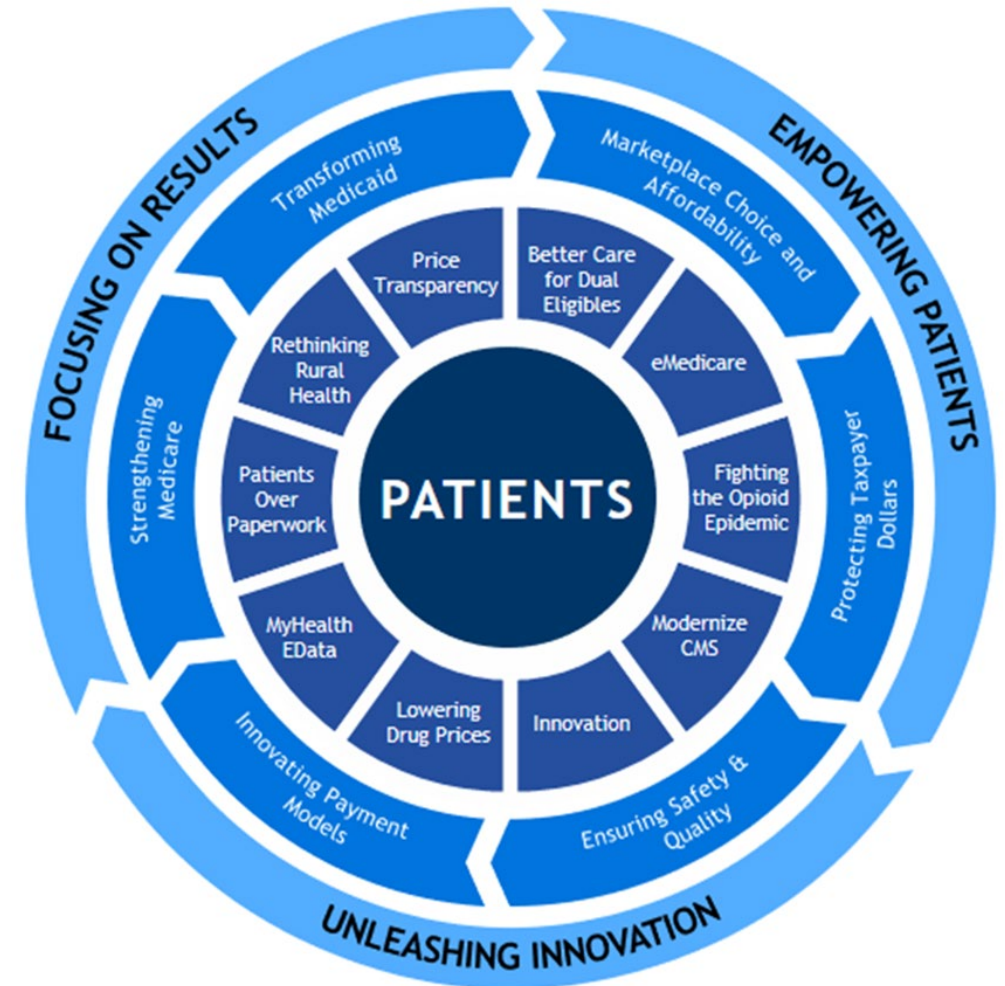 FOCUSING ON RESULTS
EMPOWERING PATIENTS
UNLEASHING INNOVATION
Transforming
Medicaid
Marketplace Choice and
Affordability
Protecting Taxpayer
Dollars
Ensuring Safety &
Quality
Innovating Payment
Models
Strengthening
Medicare
Price
Transparency
Better Care
for Dual
Eligibles
eMedicare
Fighting
the Opioid
Epidemic
Modernize
CMS
Innovation
Lowering
Drug Prices
MyHealth
EData
Patients
Over
Paperwork
Rethinking
Rural
Health
PATIENTS